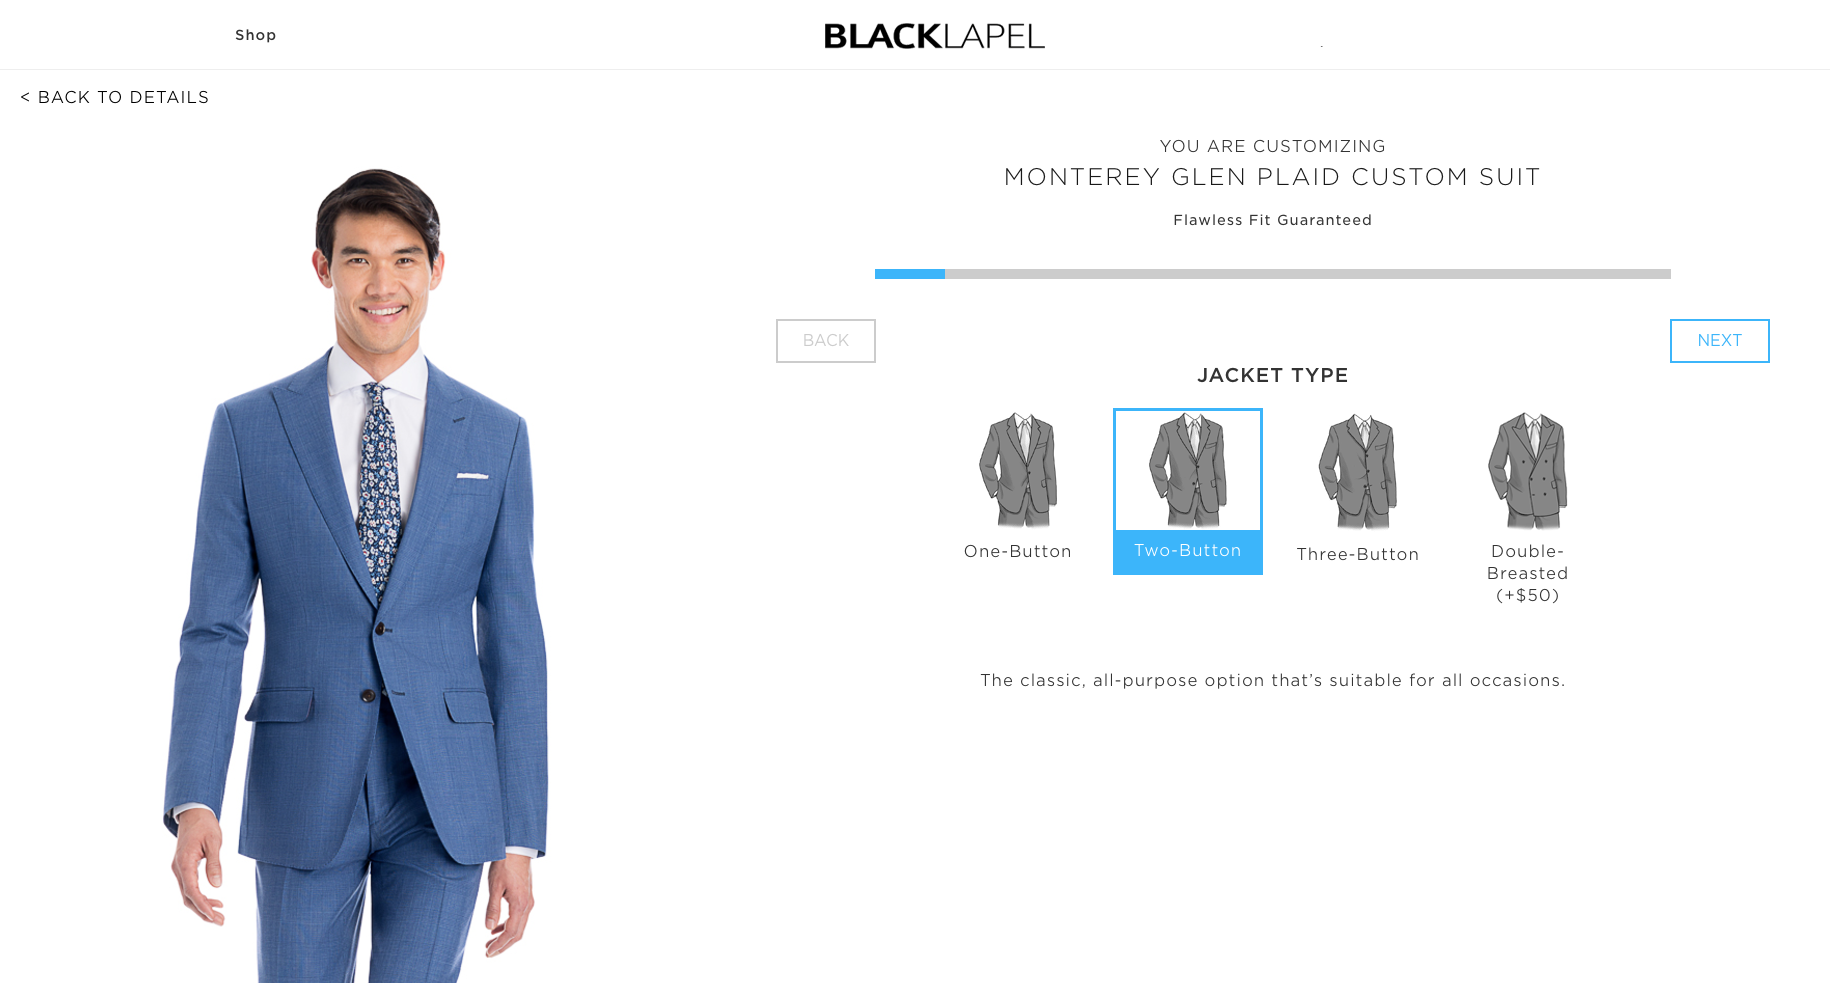 Shop
BLACKLAPEL
< BACK TO DETAILS
YOU ARE CUSTOMIZING
MONTEREY GLEN PLAID CUSTOM SUIT
Flawless Fit Guaranteed
BACK
NEXT
JACKET TYPE
One-Button
Two-Button
Three-Button
Double-
Breasted
(+$50)
The classic, all-purpose option that’s suitable for all occasions.